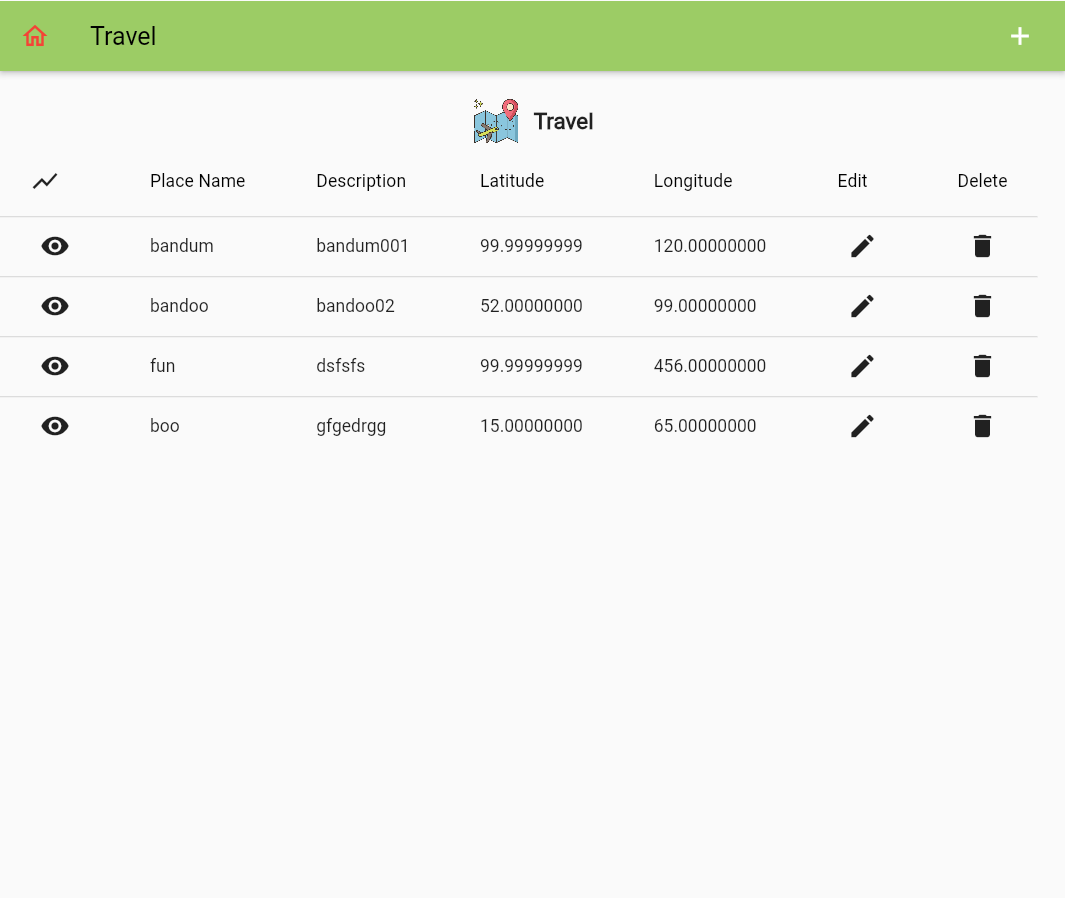 Travel
Travel
Place Name Description Latitude Longitude Edit Delete
bandum bandum001 99.99999999 120.00000000
bandoo bandoo02 52.00000000 99.00000000
fun dsfsfs 99.99999999 456.00000000
boo gfgedrgg 15.00000000 65.00000000